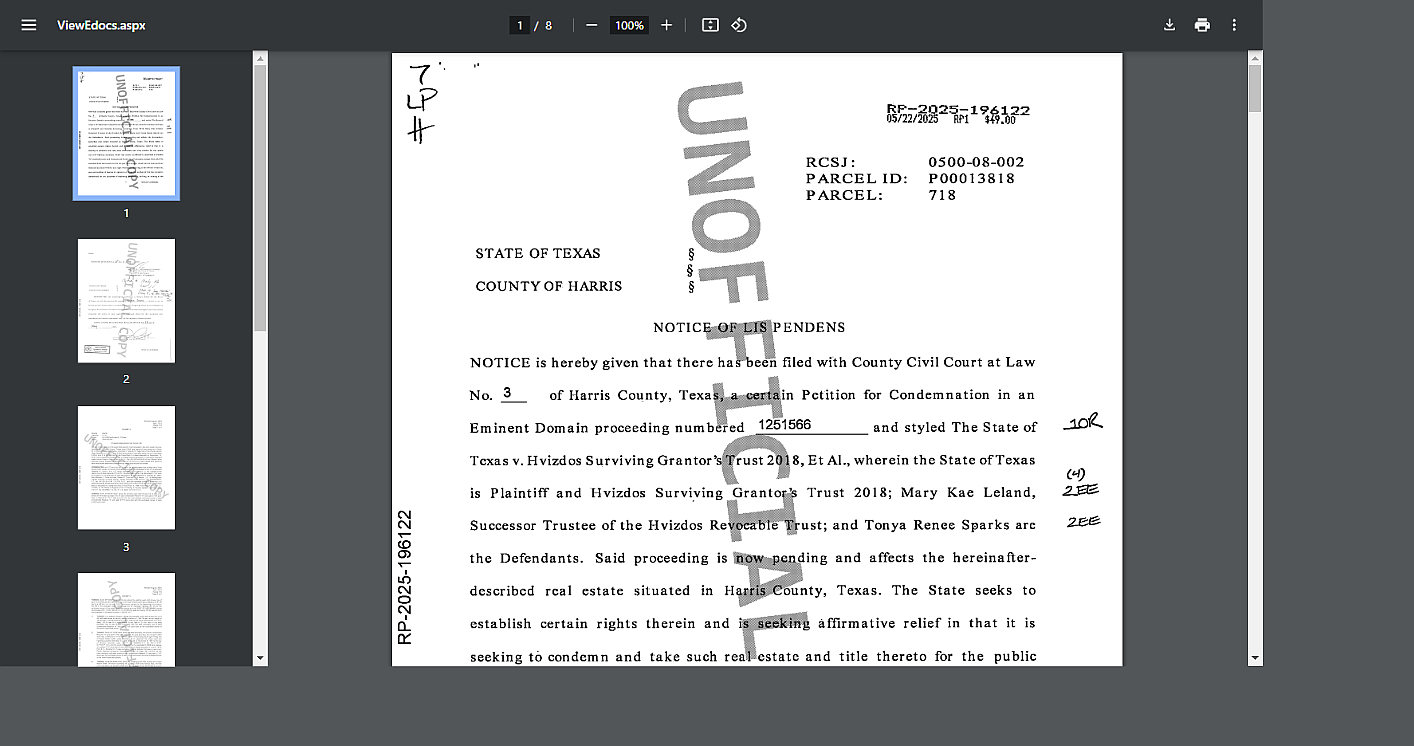 ViewEdocs.aspx
1 / 8
100%
1
2
3
7
LP
RP-2025-196122
05/22/2025 RP1 $49.00
RCSJ: 0500-08-002
PARCEL ID: P00013818
PARCEL: 718
STATE OF TEXAS §
§
COUNTY OF HARRIS §
NOTICE OF LIS PENDENS
NOTICE is hereby given that there has been filed with County Civil Court at Law
No. 3 of Harris County, Texas, a certain Petition for Condemnation in an
Eminent Domain proceeding numbered 1251566 and styled The State of
Texas v. Hvizdos Surviving Grantor's Trust 2018, Et Al., wherein the State of Texas
is Plaintiff and Hvizdos Surviving Grantor's Trust 2018; Mary Kae Leland,
Successor Trustee of the Hvizdos Revocable Trust; and Tonya Renee Sparks are
the Defendants. Said proceeding is now pending and affects the hereinafter-
described real estate situated in Harris County, Texas. The State seeks to
establish certain rights therein and is seeking affirmative relief in that it is
seeking to condemn and take such real estate and title thereto for the public
10R
(4)
2EE
2EE
RP-2025-196122
UNOFFICIAL